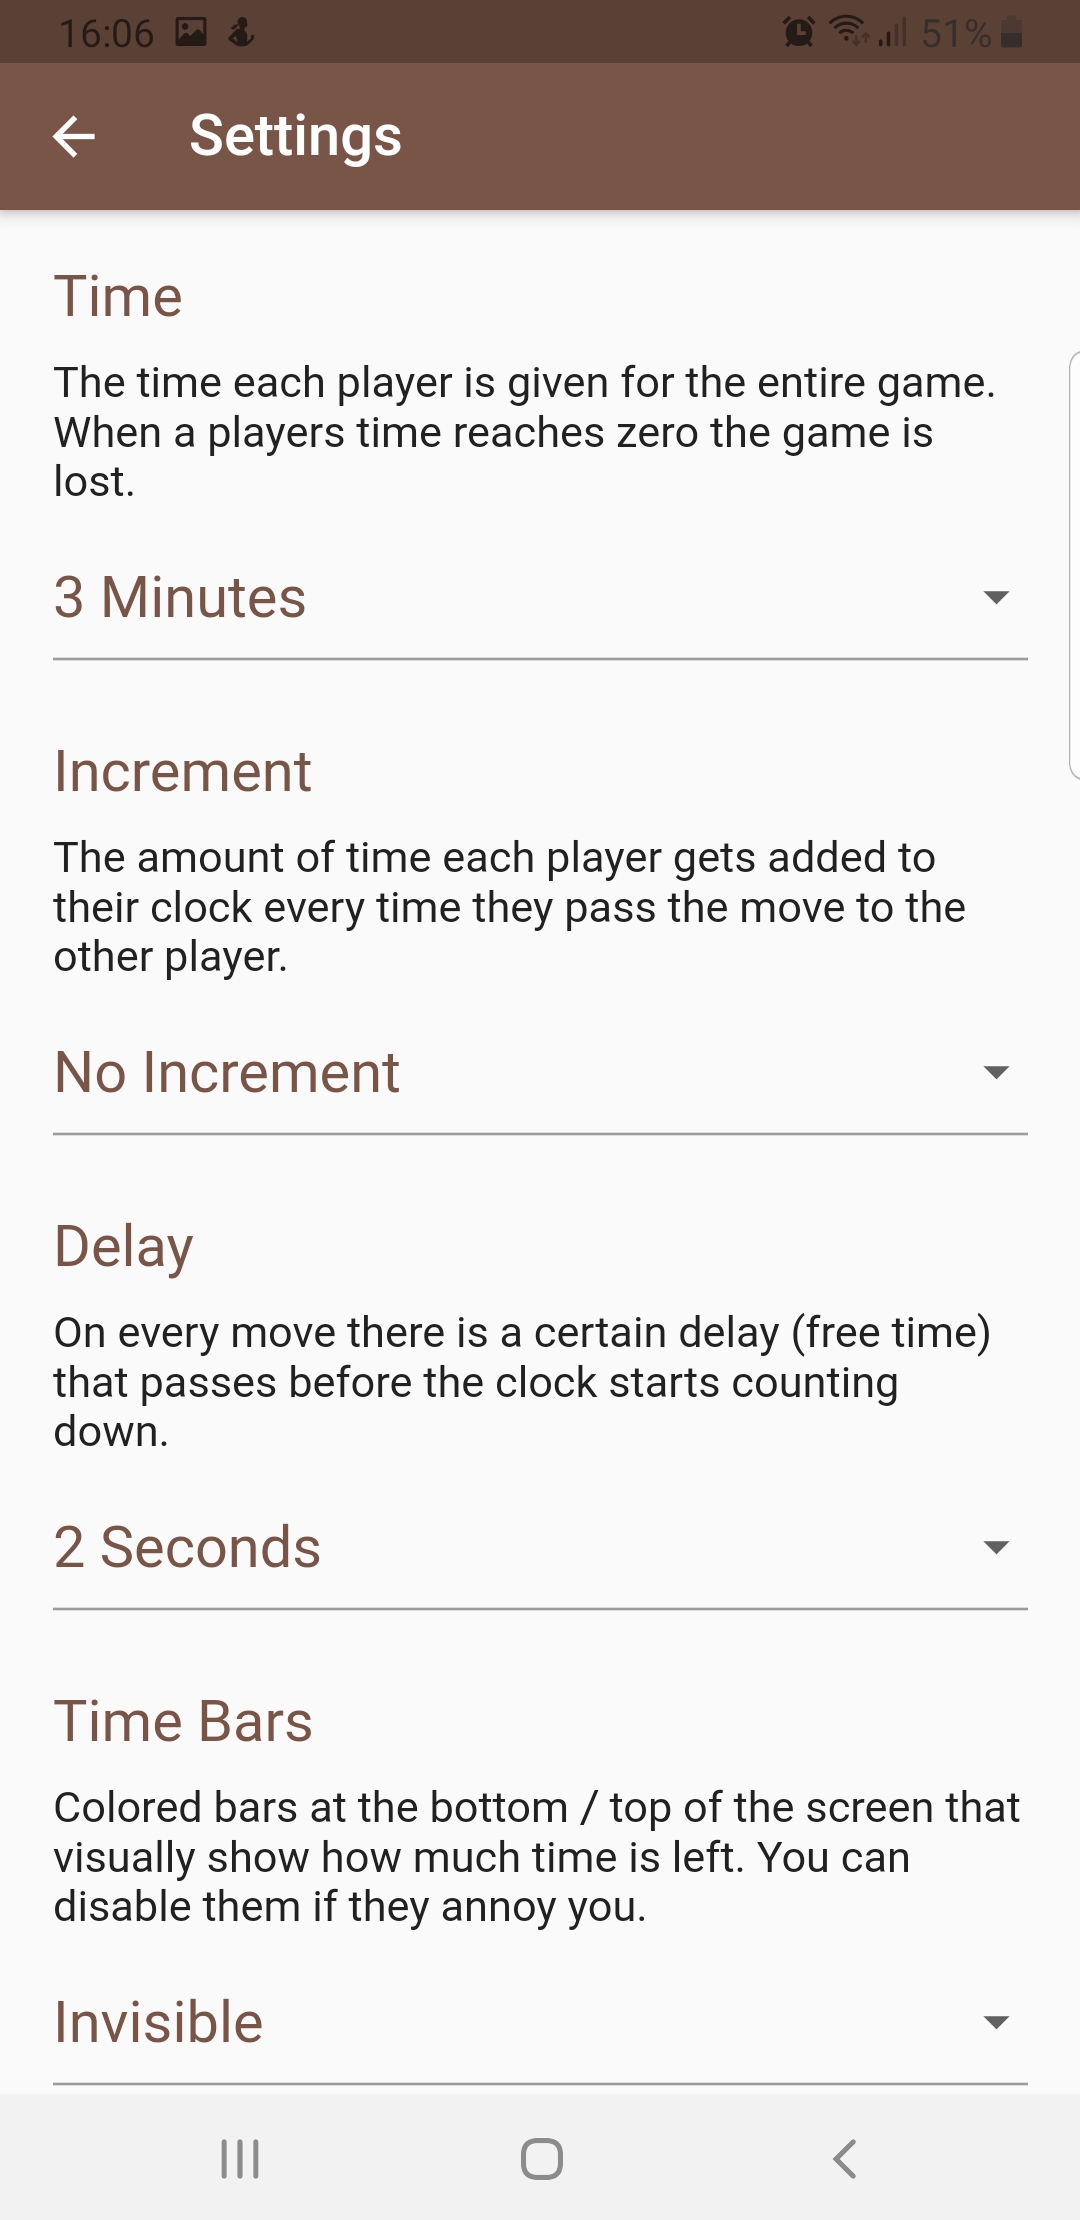 16:06
51%
Settings
Time
The time each player is given for the entire game.
When a players time reaches zero the game is
lost.
3 Minutes
Increment
The amount of time each player gets added to
their clock every time they pass the move to the
other player.
No Increment
Delay
On every move there is a certain delay (free time)
that passes before the clock starts counting
down.
2 Seconds
Time Bars
Colored bars at the bottom / top of the screen that
visually show how much time is left. You can
disable them if they annoy you.
Invisible